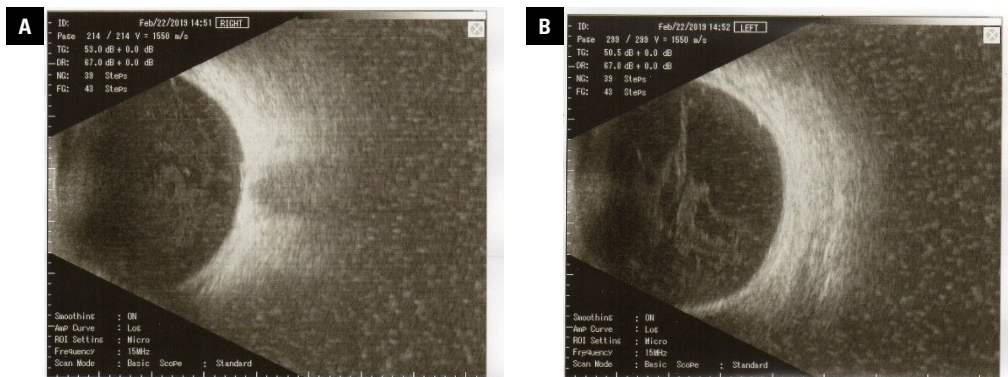 A
ID: Feb/22/2019 14:51 RIGHT
Page 214 / 214 V = 1550 m/s
TG: 53.0 dB + 0.0 dB
DR: 67.0 dB + 0.0 dB
NG: 39 Steps
FG: 43 Steps
Smoothing : ON
Amp Curve : Log
ROI Setting : Micro
Frequency : 15MHz
Scan Mode : Basic Scope : Standard
B
ID: Feb/22/2019 14:52 LEFT
Page 299 / 299 V = 1550 m/s
TG: 50.5 dB + 0.0 dB
DR: 67.0 dB + 0.0 dB
NG: 39 Steps
FG: 43 Steps
Smoothing : ON
Amp Curve : Log
ROI Setting : Micro
Frequency : 15MHz
Scan Mode : Basic Scope : Standard